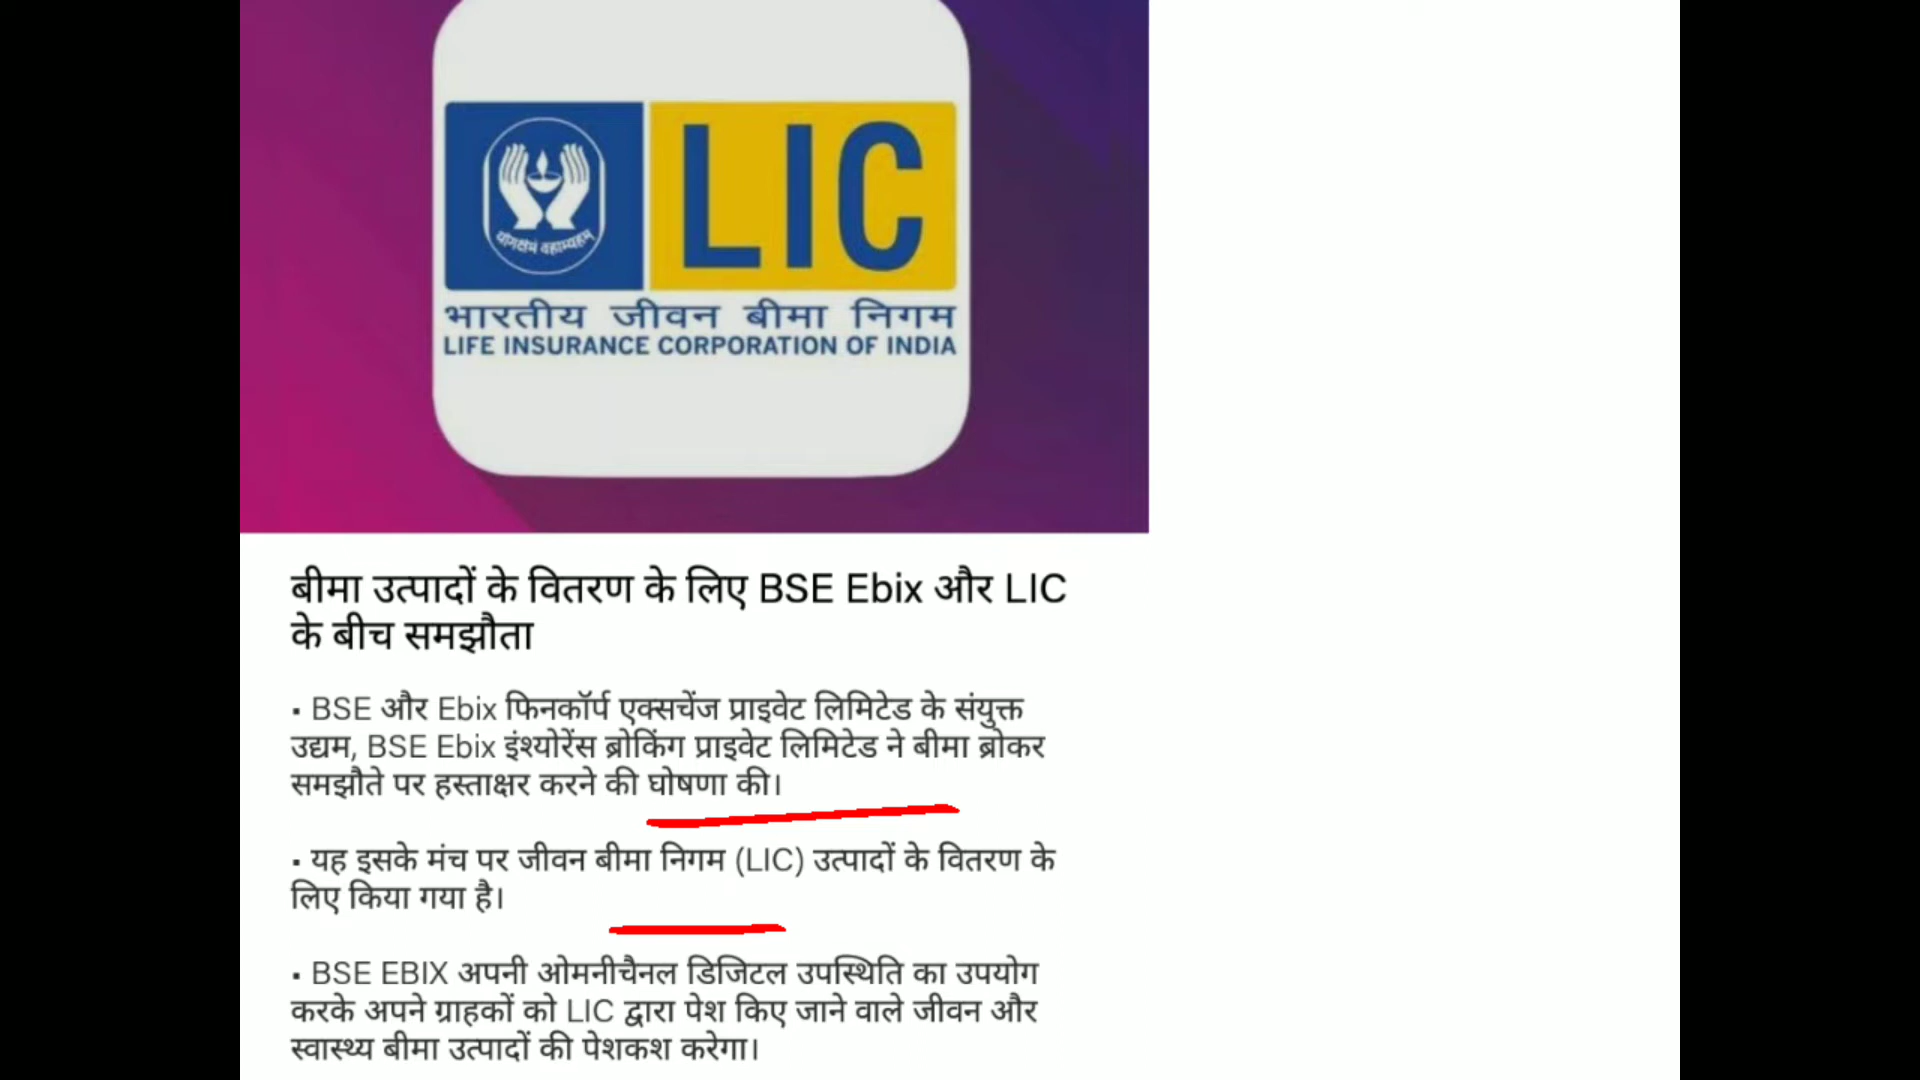 योगक्षेमं वहाम्यहम्
LIC
भारतीय जीवन बीमा निगम
LIFE INSURANCE CORPORATION OF INDIA
बीमा उत्पादों के वितरण के लिए BSE Ebix और LIC
के बीच समझौता
▪ BSE और Ebix फिनकॉर्प एक्सचेंज प्राइवेट लिमिटेड के संयुक्त
उद्यम, BSE Ebix इंश्योरेंस ब्रोकिंग प्राइवेट लिमिटेड ने बीमा ब्रोकर
समझौते पर हस्ताक्षर करने की घोषणा की।
▪ यह इसके मंच पर जीवन बीमा निगम (LIC) उत्पादों के वितरण के
लिए किया गया है।
▪ BSE EBIX अपनी ओमनीचैनल डिजिटल उपस्थिति का उपयोग
करके अपने ग्राहकों को LIC द्वारा पेश किए जाने वाले जीवन और
स्वास्थ्य बीमा उत्पादों की पेशकश करेगा।